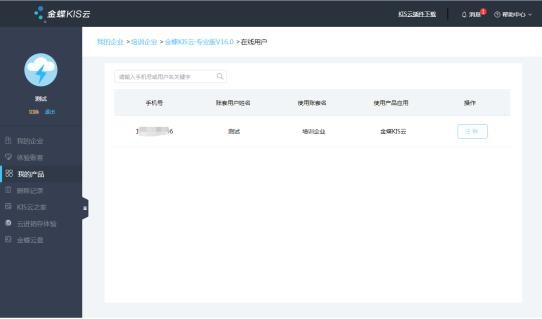 金蝶KIS云
KIS云插件下载
消息
1
帮助中心
我的企业 >培训企业 >金蝶KIS云-专业版V16.0 >在线用户
测试
退出
请输入手机号或用户名关键字
手机号 账套用户姓名 使用账套名 使用产品应用 操作
1 6 测试 培训企业 金蝶KIS云 注销
我的企业
体验账套
我的产品
删除记录
KIS云之家
云进销存体验
金蝶云盘